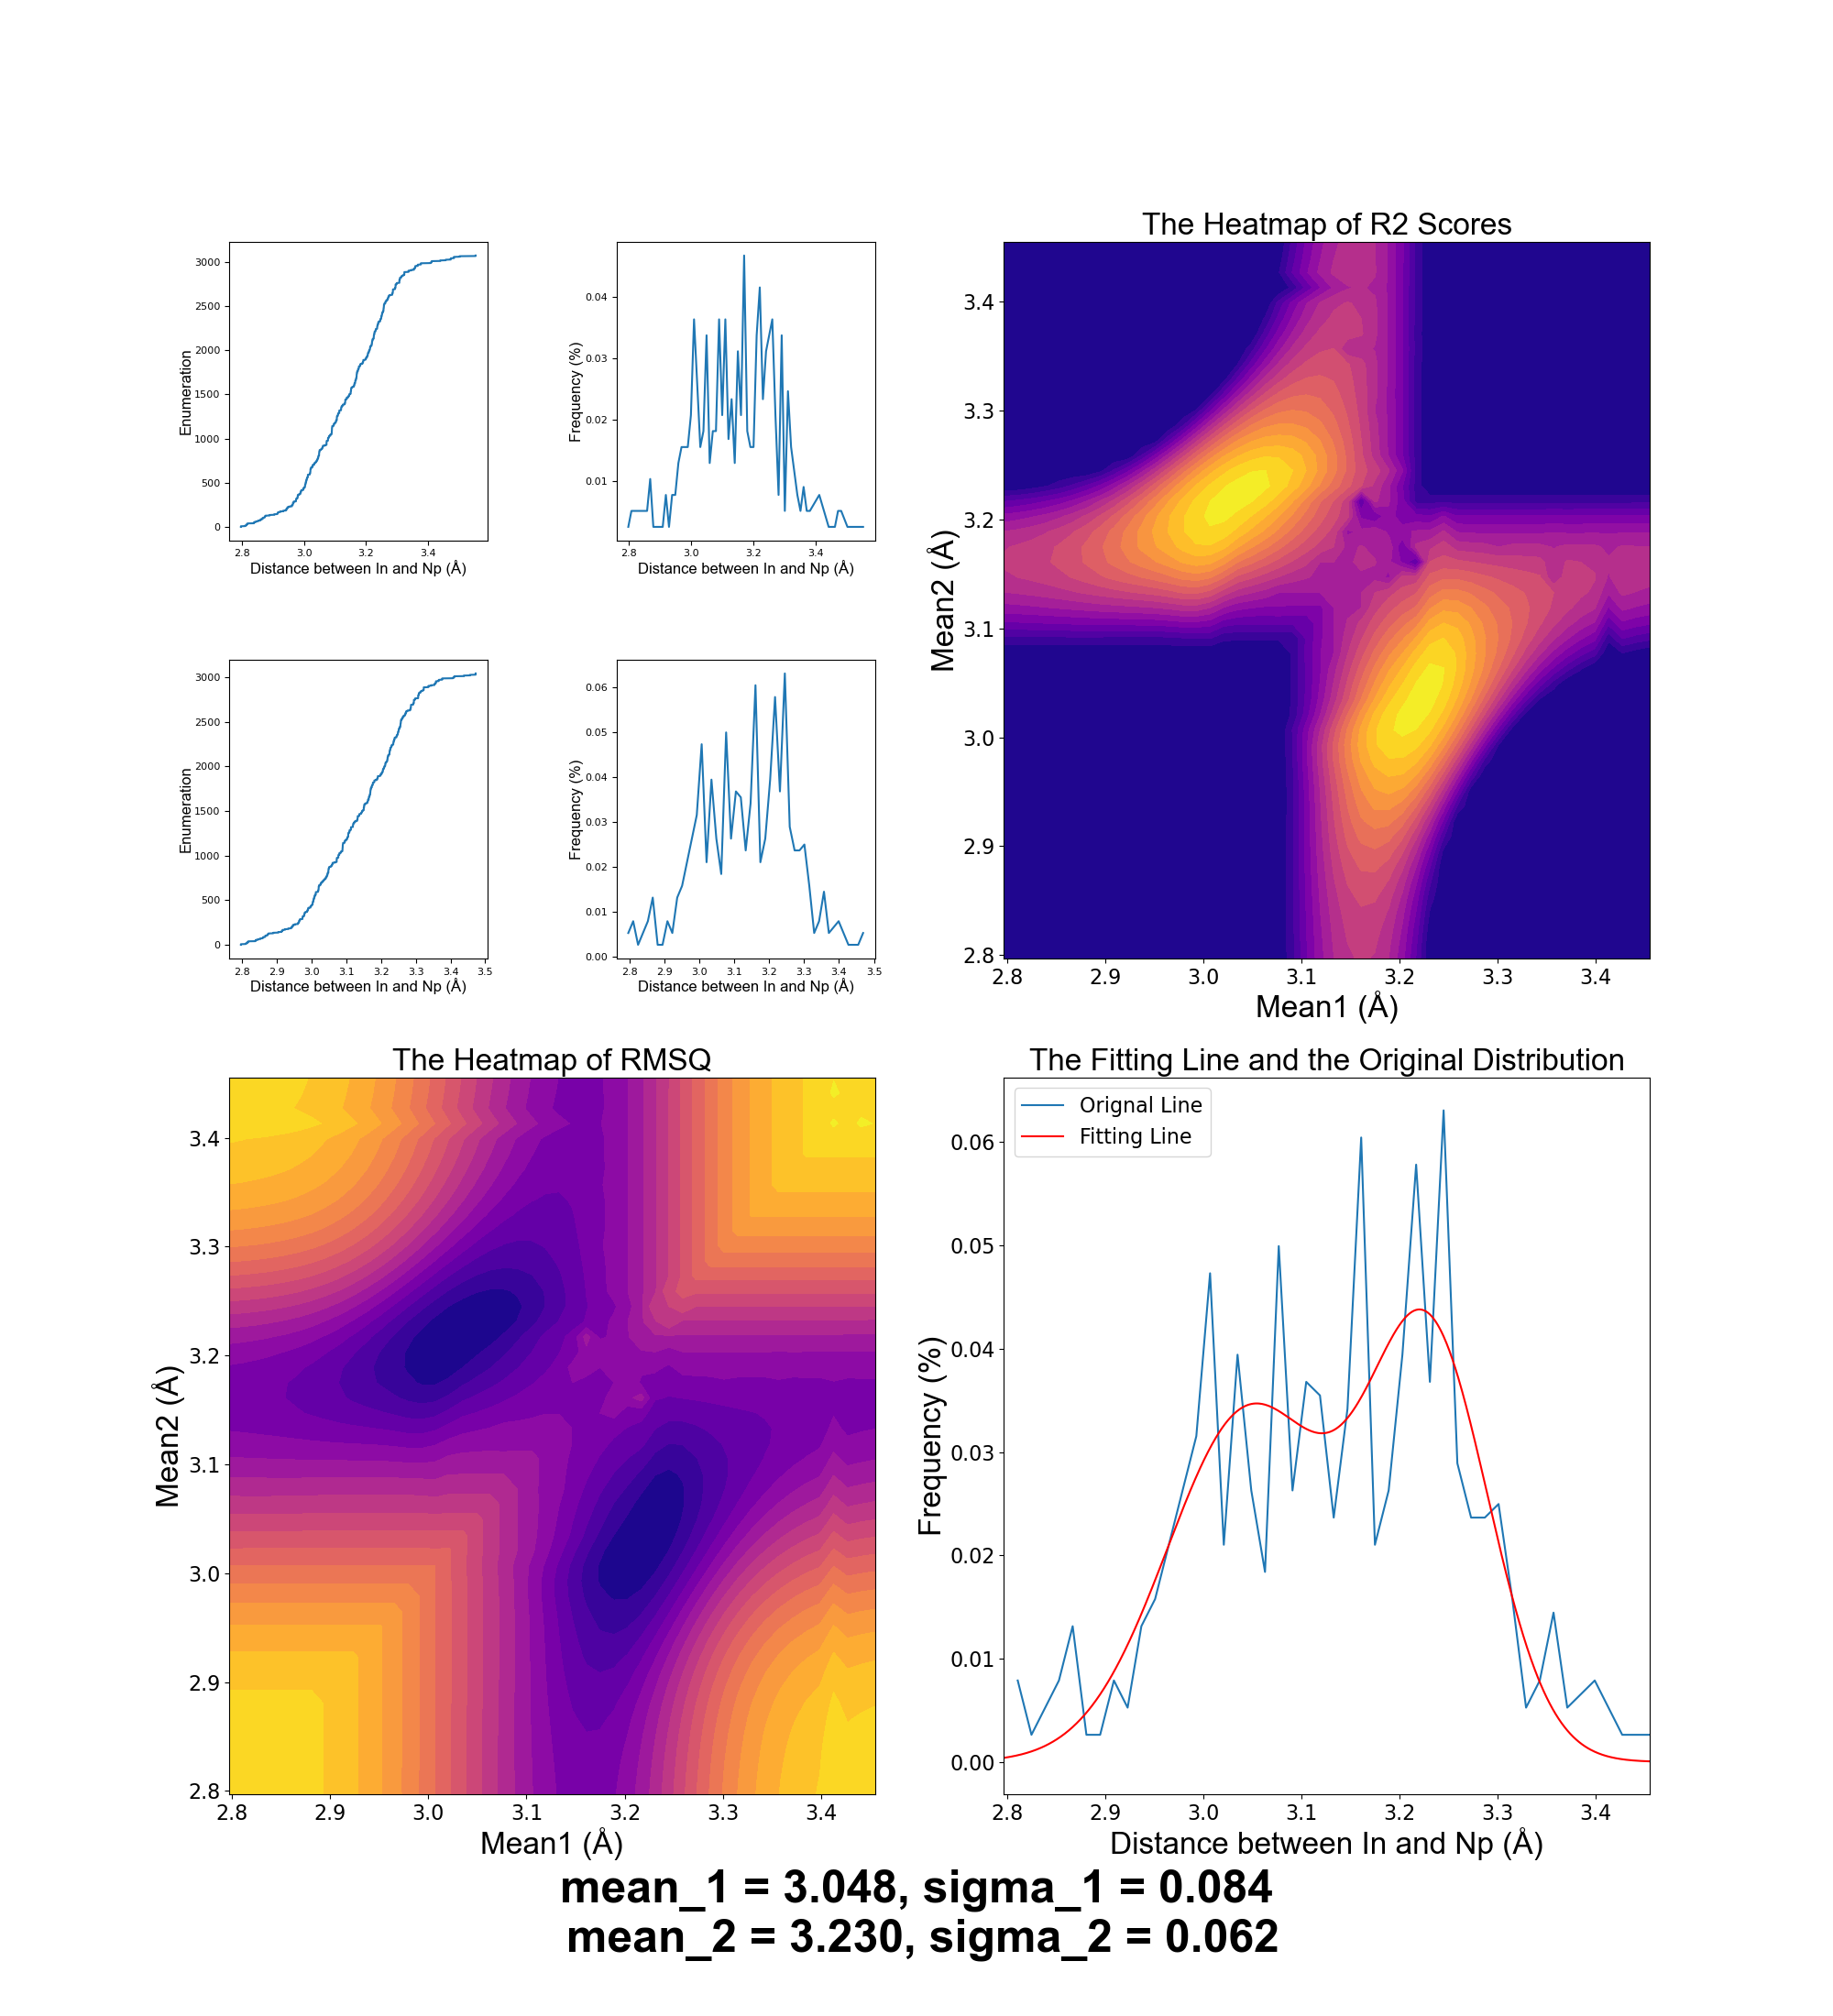 3000
2500
2000
1500
1000
500
0
Enumeration
2.8 3.0 3.2 3.4
Distance between In and Np (Å)
0.04
0.03
0.02
0.01
Frequency (%)
2.8 3.0 3.2 3.4
Distance between In and Np (Å)
The Heatmap of R2 Scores
3.4
3.3
3.2
3.1
3.0
2.9
2.8
Mean2 (Å)
2.8 2.9 3.0 3.1 3.2 3.3 3.4
Mean1 (Å)
3000
2500
2000
1500
1000
500
0
Enumeration
2.8 2.9 3.0 3.1 3.2 3.3 3.4 3.5
Distance between In and Np (Å)
0.06
0.05
0.04
0.03
0.02
0.01
0.00
Frequency (%)
2.8 2.9 3.0 3.1 3.2 3.3 3.4 3.5
Distance between In and Np (Å)
The Heatmap of RMSQ
3.4
3.3
3.2
3.1
3.0
2.9
2.8
Mean2 (Å)
2.8 2.9 3.0 3.1 3.2 3.3 3.4
Mean1 (Å)
The Fitting Line and the Original Distribution
Orignal Line
Fitting Line
0.06
0.05
0.04
0.03
0.02
0.01
0.00
Frequency (%)
2.8 2.9 3.0 3.1 3.2 3.3 3.4
Distance between In and Np (Å)
mean_1 = 3.048, sigma_1 = 0.084
mean_2 = 3.230, sigma_2 = 0.062